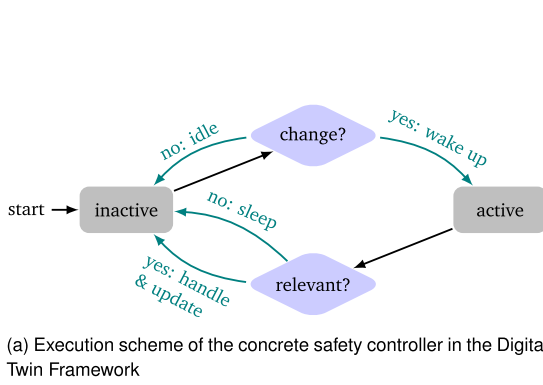 change?
no: idle
yes: wake up
start
inactive
no: sleep
active
yes: handle
& update
relevant?
(a) Execution scheme of the concrete safety controller in the Digita
Twin Framework